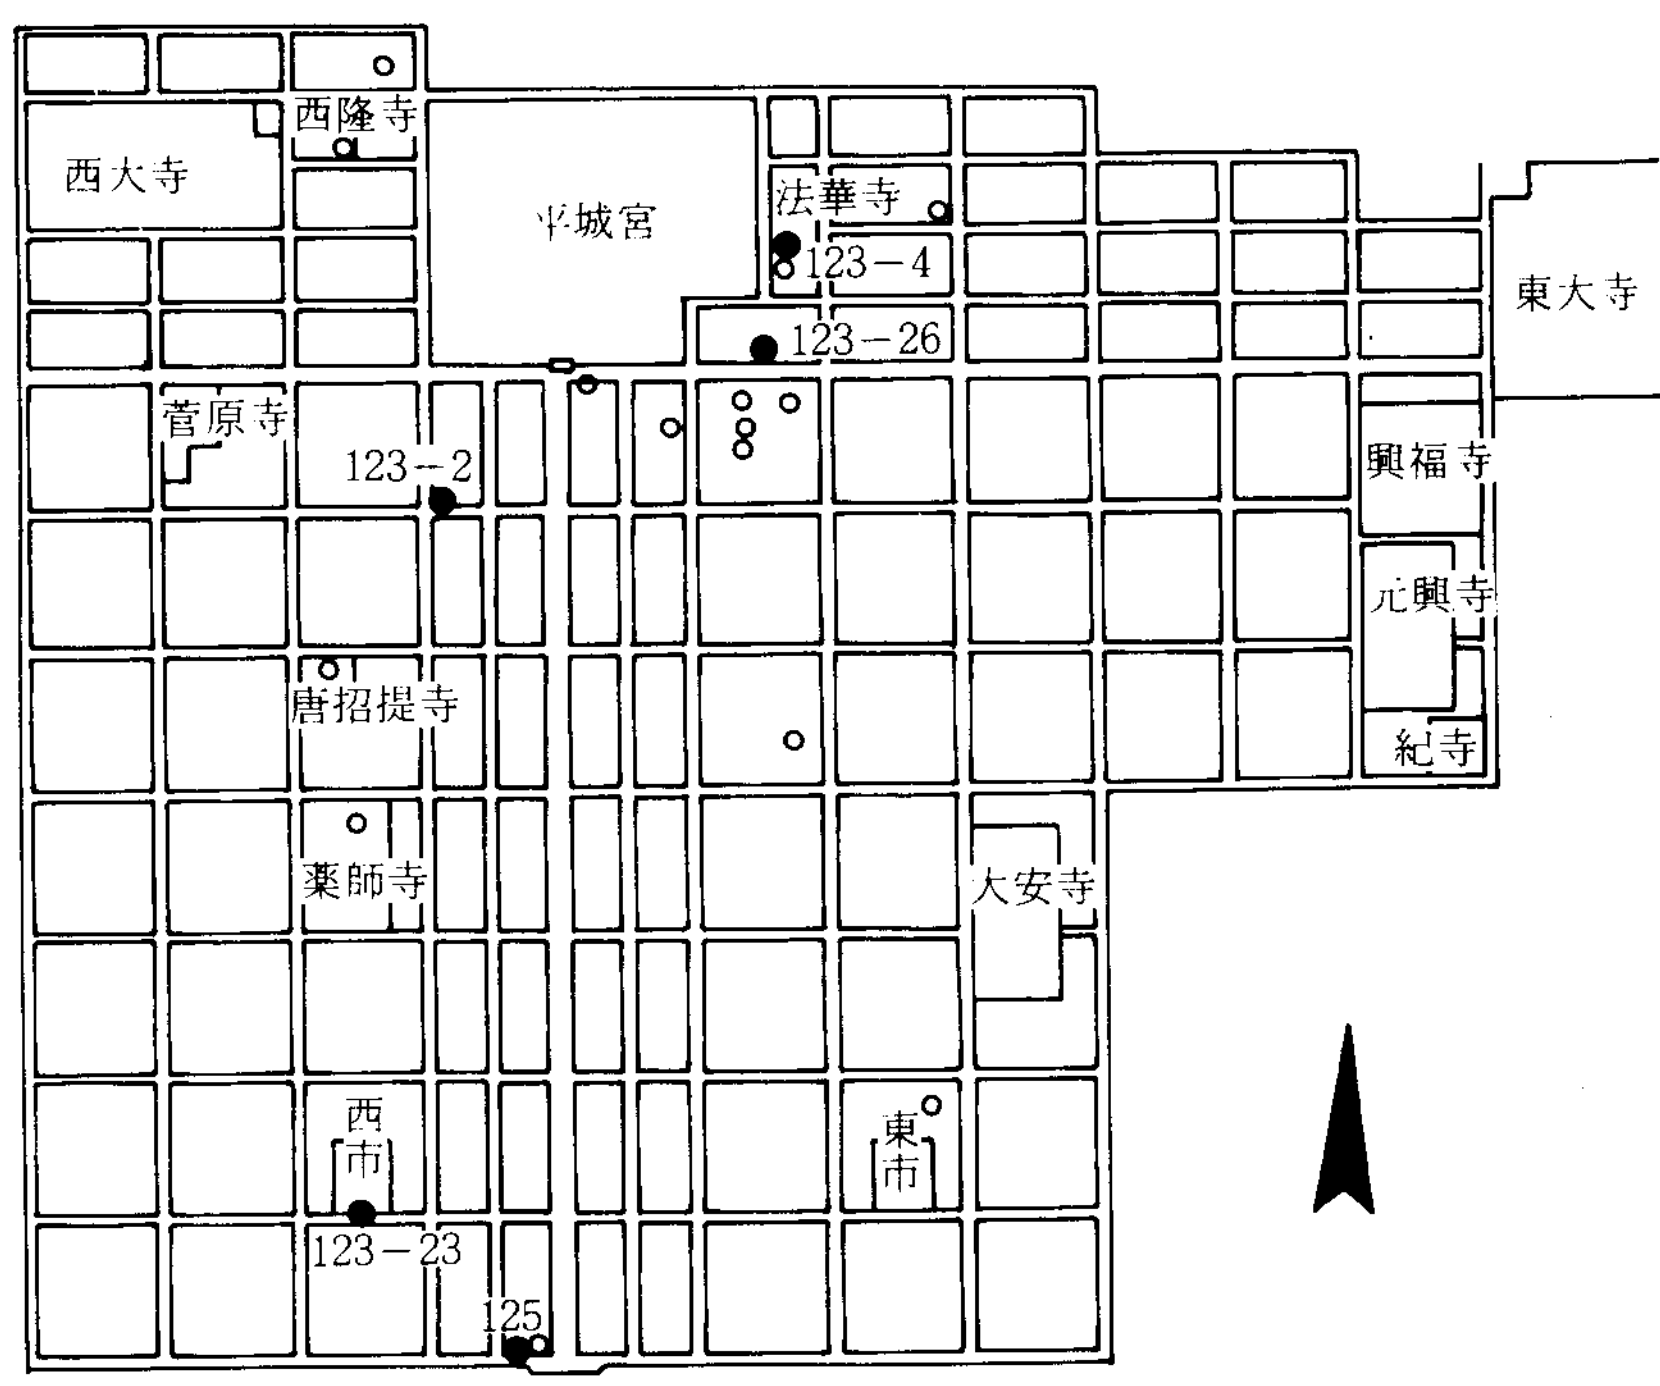 西隆寺
西大寺
平城宮
法華寺
123-4
東大寺
123-26
菅原寺
123-2
興福寺
元興寺
唐招提寺
紀寺
薬師寺
大安寺
西市
東市
123-23
125